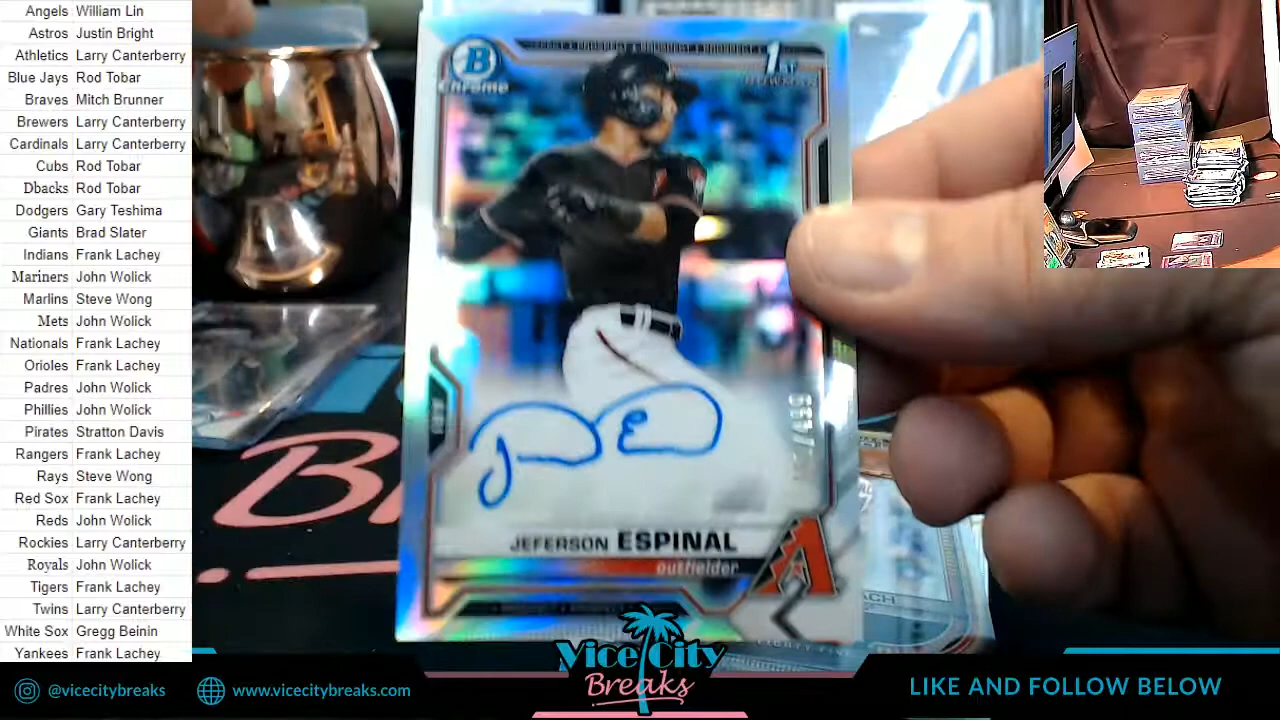 Angels William Lin
Astros Justin Bright
Athletics Larry Canterberry
Blue Jays Rod Tobar
Braves Mitch Brunner
Brewers Larry Canterberry
Cardinals Larry Canterberry
Cubs Rod Tobar
Dbacks Rod Tobar
Dodgers Gary Teshima
Giants Brad Slater
Indians Frank Lachey
Mariners John Wolick
Marlins Steve Wong
Mets John Wolick
Nationals Frank Lachey
Orioles Frank Lachey
Padres John Wolick
Phillies John Wolick
Pirates Stratton Davis
Rangers Frank Lachey
Rays Steve Wong
Red Sox Frank Lachey
Reds John Wolick
Rockies Larry Canterberry
Royals John Wolick
Tigers Frank Lachey
Twins Larry Canterberry
White Sox Gregg Beinin
Yankees Frank Lachey
B
Chrome
1ST
BOWMAN
JEFERSON ESPINAL
outfielder
A
Vice City
Breaks
@vicecitybreaks
www.vicecitybreaks.com
LIKE AND FOLLOW BELOW